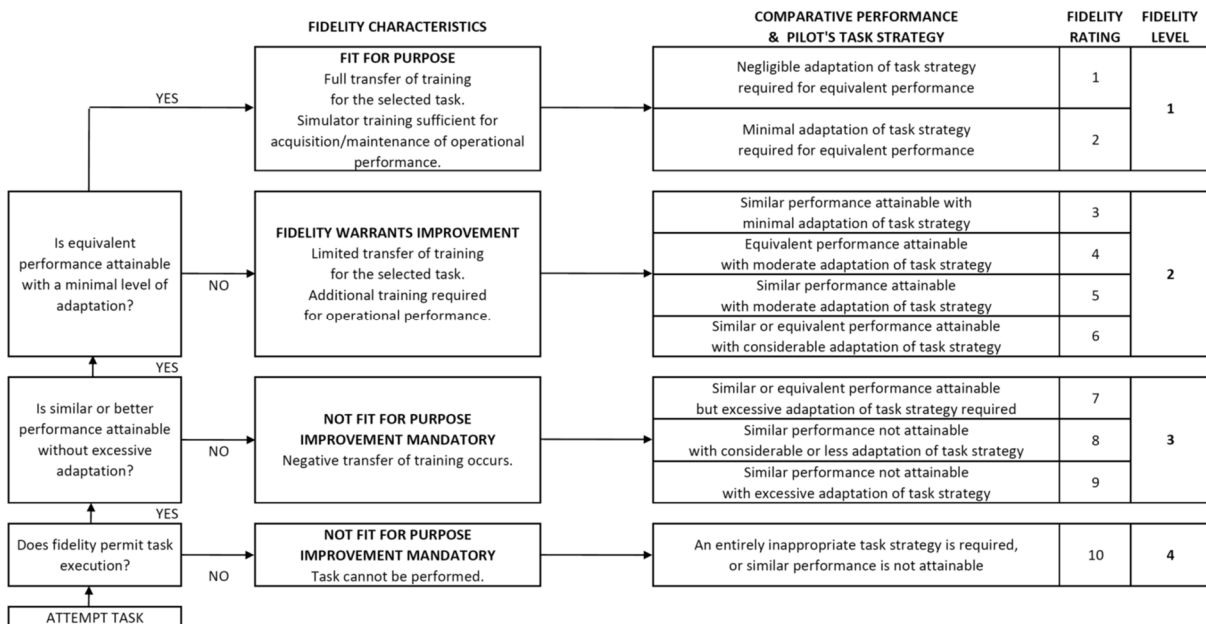 FIDELITY CHARACTERISTICS
COMPARATIVE PERFORMANCE
& PILOT'S TASK STRATEGY
FIDELITY
RATING
FIDELITY
LEVEL
YES
FIT FOR PURPOSE
Full transfer of training
for the selected task.
Simulator training sufficient for
acquisition/maintenance of operational
performance.
Negligible adaptation of task strategy
required for equivalent performance
1
Minimal adaptation of task strategy
required for equivalent performance
2
1
Is equivalent
performance attainable
with a minimal level of
adaptation?
NO
FIDELITY WARRANTS IMPROVEMENT
Limited transfer of training
for the selected task.
Additional training required
for operational performance.
Similar performance attainable with
minimal adaptation of task strategy
3
Equivalent performance attainable
with moderate adaptation of task strategy
4
Similar performance attainable
with moderate adaptation of task strategy
5
Similar or equivalent performance attainable
with considerable adaptation of task strategy
6
2
YES
Is similar or better
performance attainable
without excessive
adaptation?
NO
NOT FIT FOR PURPOSE
IMPROVEMENT MANDATORY
Negative transfer of training occurs.
Similar or equivalent performance attainable
but excessive adaptation of task strategy required
7
Similar performance not attainable
with considerable or less adaptation of task strategy
8
Similar performance not attainable
with excessive adaptation of task strategy
9
3
YES
Does fidelity permit task
execution?
NO
NOT FIT FOR PURPOSE
IMPROVEMENT MANDATORY
Task cannot be performed.
An entirely inappropriate task strategy is required,
or similar performance is not attainable
10
4
ATTEMPT TASK